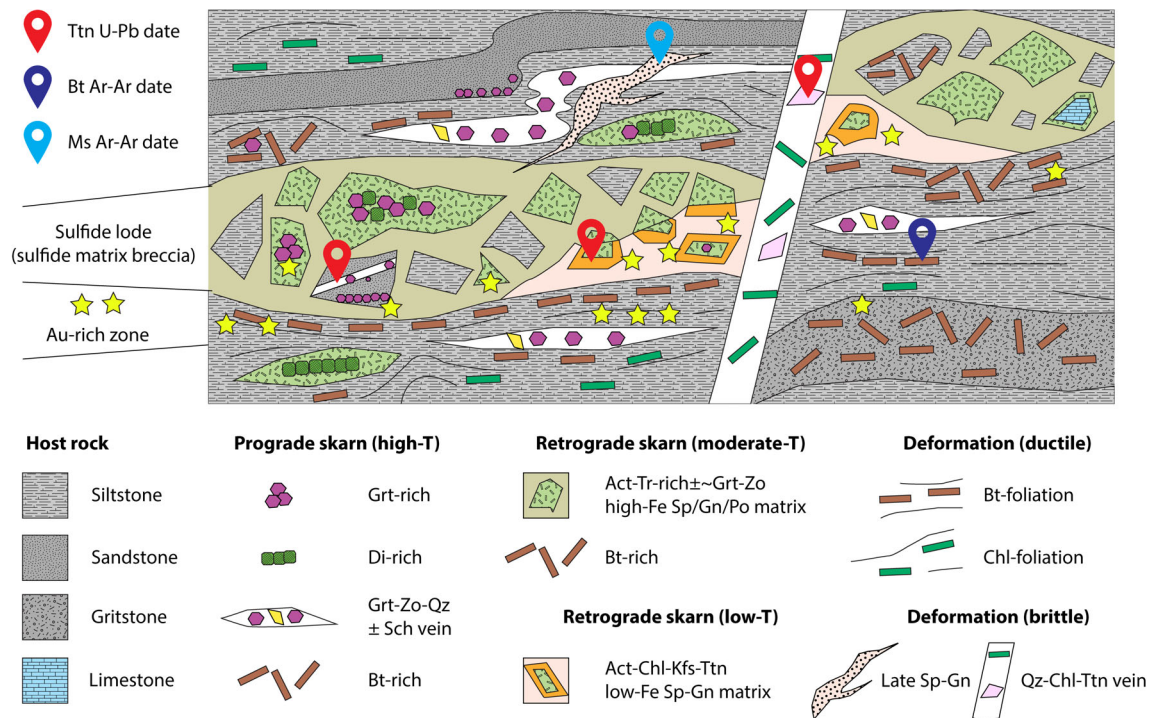 Ttn U-Pb date
Bt Ar-Ar date
Ms Ar-Ar date
Sulfide lode
(sulfide matrix breccia)
Au-rich zone
Host rock
Siltstone
Sandstone
Gritstone
Limestone
Prograde skarn (high-T)
Grt-rich
Di-rich
Grt-Zo-Qz
± Sch vein
Bt-rich
Retrograde skarn (moderate-T)
Act-Tr-rich±~Grt-Zo
high-Fe Sp/Gn/Po matrix
Bt-rich
Retrograde skarn (low-T)
Act-Chl-Kfs-Ttn
low-Fe Sp-Gn matrix
Deformation (ductile)
Bt-foliation
Chl-foliation
Deformation (brittle)
Late Sp-Gn
Qz-Chl-Ttn vein